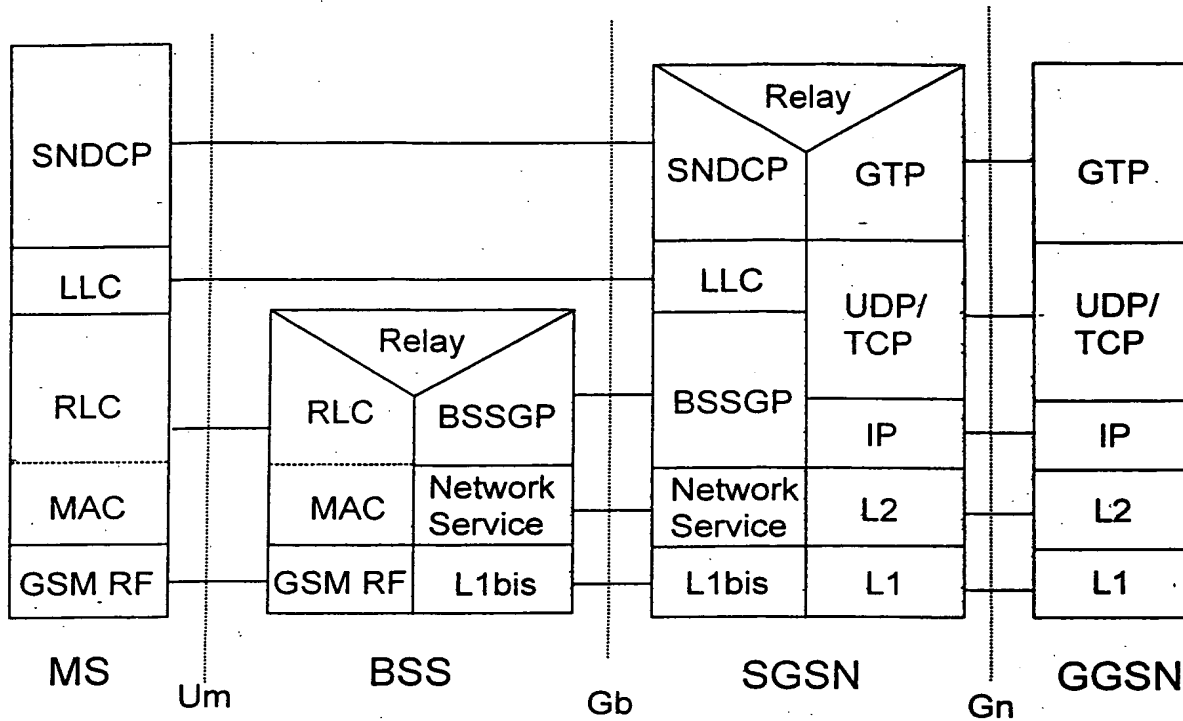 SNDCP
LLC
RLC
MAC
GSM RF
MS
Um
Relay
RLC
BSSGP
MAC
Network
Service
GSM RF
L1bis
BSS
Gb
Relay
SNDCP
GTP
LLC
UDP/
TCP
BSSGP
IP
Network
Service
L2
L1bis
L1
SGSN
Gn
GTP
UDP/
TCP
IP
L2
L1
GGSN